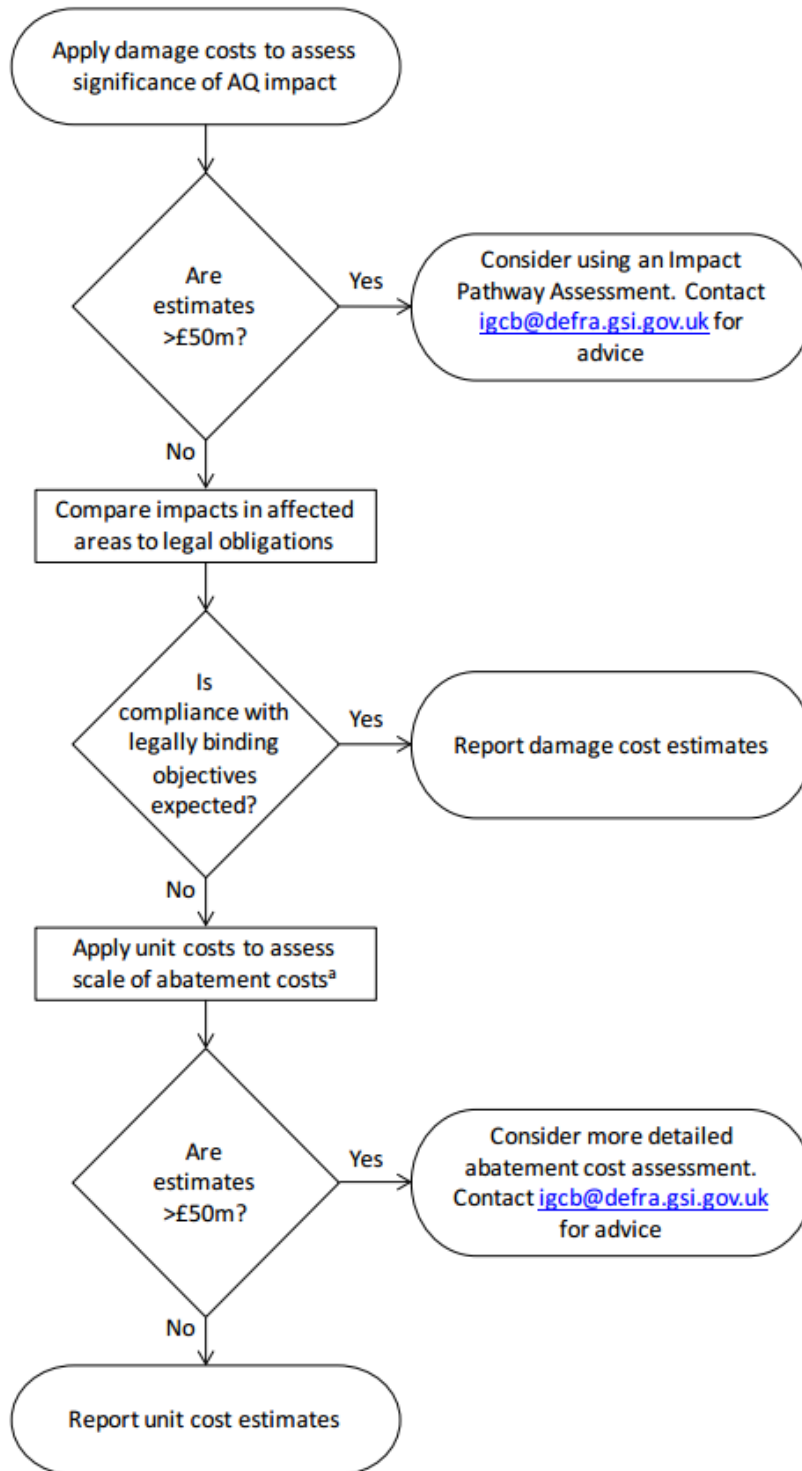 Apply damage costs to assess
significance of AQ impact
Are
estimates
>£50m?
Yes
Consider using an Impact
Pathway Assessment. Contact
igcb@defra.gsi.gov.uk for
advice
No
Compare impacts in affected
areas to legal obligations
Is
compliance with
legally binding
objectives
expected?
Yes
Report damage cost estimates
No
Apply unit costs to assess
scale of abatement costsᵃ
Are
estimates
>£50m?
Yes
Consider more detailed
abatement cost assessment.
Contact igcb@defra.gsi.gov.uk
for advice
No
Report unit cost estimates